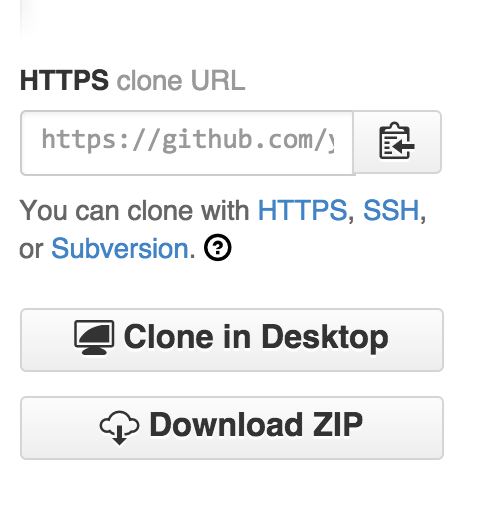 HTTPS clone URL
https://github.com/y
You can clone with HTTPS, SSH,
or Subversion. ?
Clone in Desktop
Download ZIP